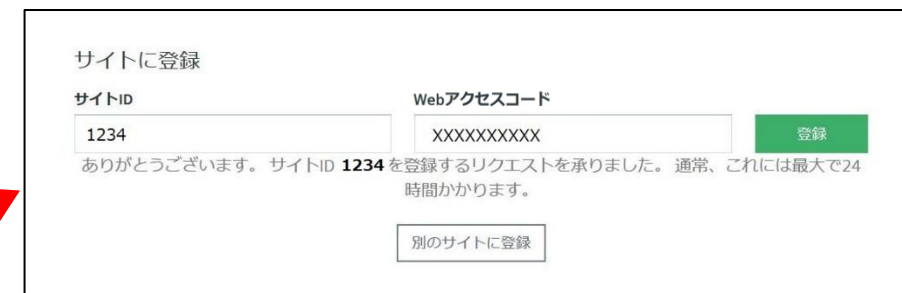 サイトに登録
サイトID Webアクセスコード
1234 XXXXXXXXXX 登録
ありがとうございます。 サイトID 1234 を登録するリクエストを承りました。 通常、これには最大で24
時間かかります。
別のサイトに登録